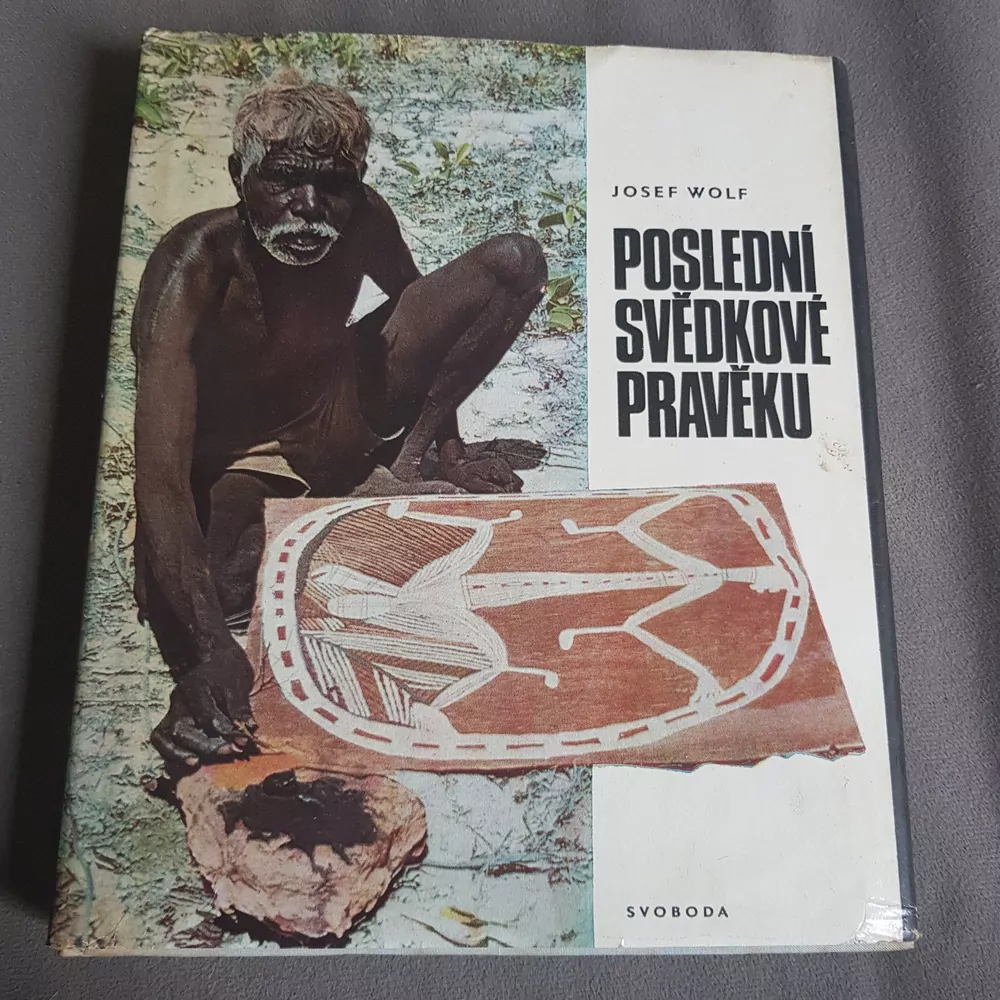 JOSEF WOLF
POSLEDNÍ
SVĚDKOVÉ
PRAVĚKU
SVOBODA